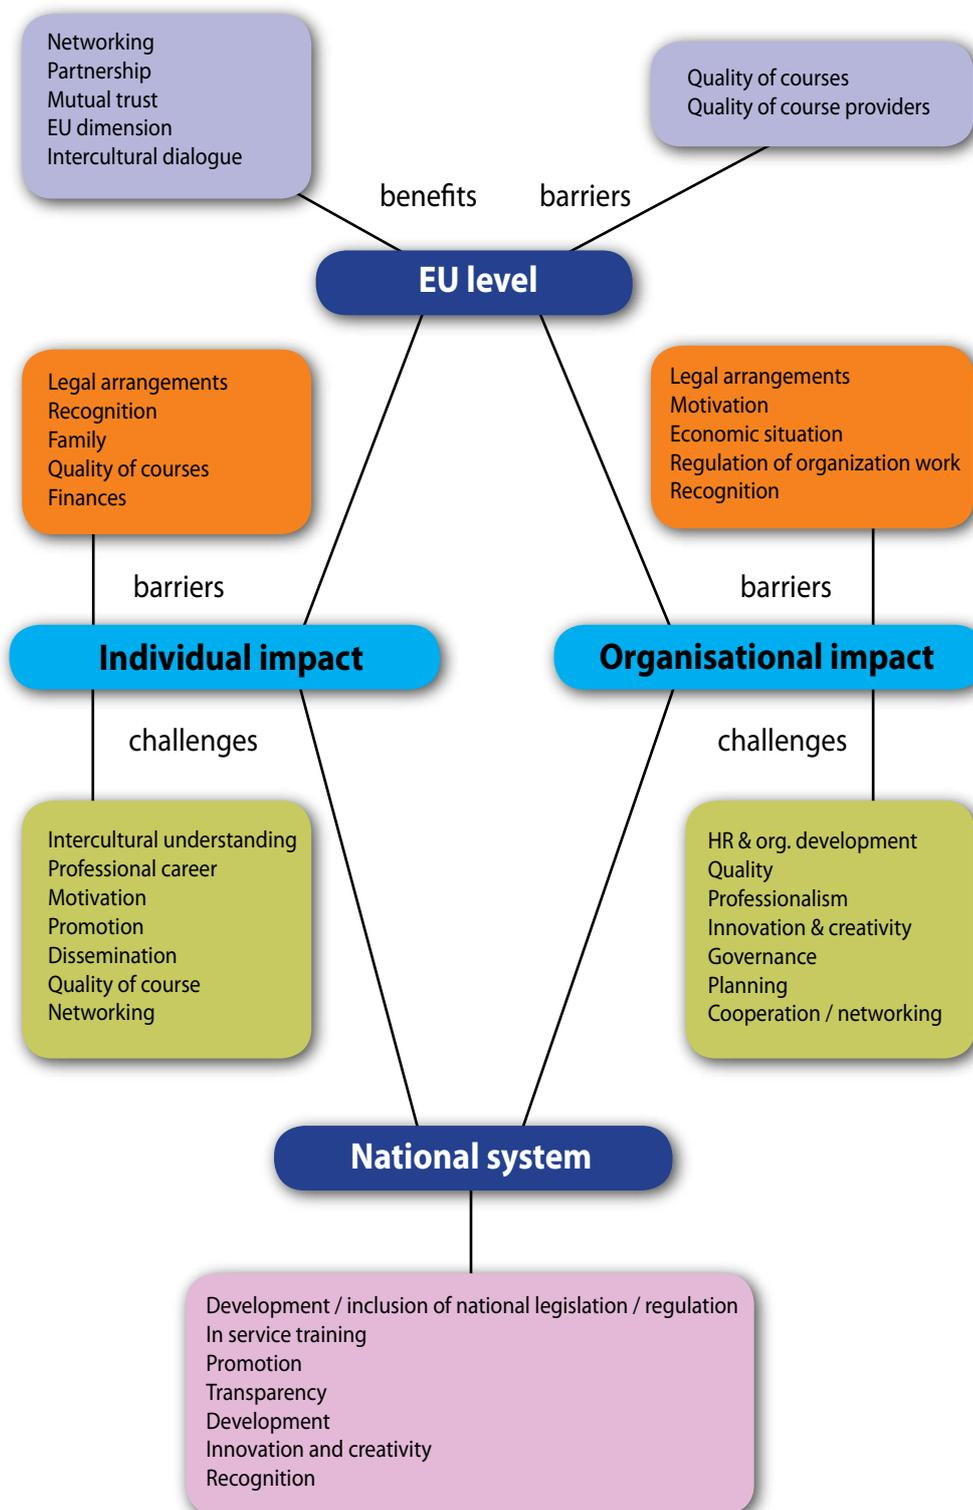 Networking
Partnership
Mutual trust
EU dimension
Intercultural dialogue
Quality of courses
Quality of course providers
benefits
barriers
EU level
Legal arrangements
Recognition
Family
Quality of courses
Finances
Legal arrangements
Motivation
Economic situation
Regulation of organization work
Recognition
barriers
barriers
Individual impact
Organisational impact
challenges
challenges
Intercultural understanding
Professional career
Motivation
Promotion
Dissemination
Quality of course
Networking
HR & org. development
Quality
Professionalism
Innovation & creativity
Governance
Planning
Cooperation / networking
National system
Development / inclusion of national legislation / regulation
In service training
Promotion
Transparency
Development
Innovation and creativity
Recognition